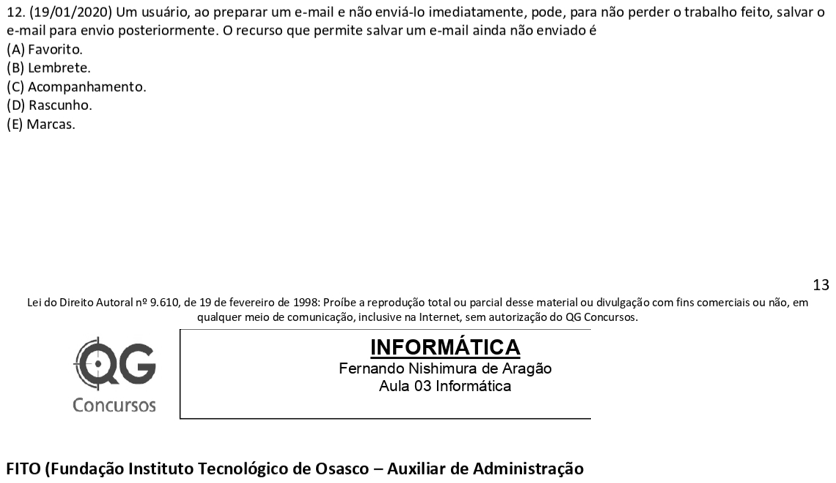 12. (19/01/2020) Um usuário, ao preparar um e-mail e não enviá-lo imediatamente, pode, para não perder o trabalho feito, salvar o
e-mail para envio posteriormente. O recurso que permite salvar um e-mail ainda não enviado é
(A) Favorito.
(B) Lembrete.
(C) Acompanhamento.
(D) Rascunho.
(E) Marcas.
13
Lei do Direito Autoral nº 9.610, de 19 de fevereiro de 1998: Proíbe a reprodução total ou parcial desse material ou divulgação com fins comerciais ou não, em
qualquer meio de comunicação, inclusive na Internet, sem autorização do QG Concursos.
QG
Concursos
INFORMÁTICA
Fernando Nishimura de Aragão
Aula 03 Informática
FITO (Fundação Instituto Tecnológico de Osasco – Auxiliar de Administração